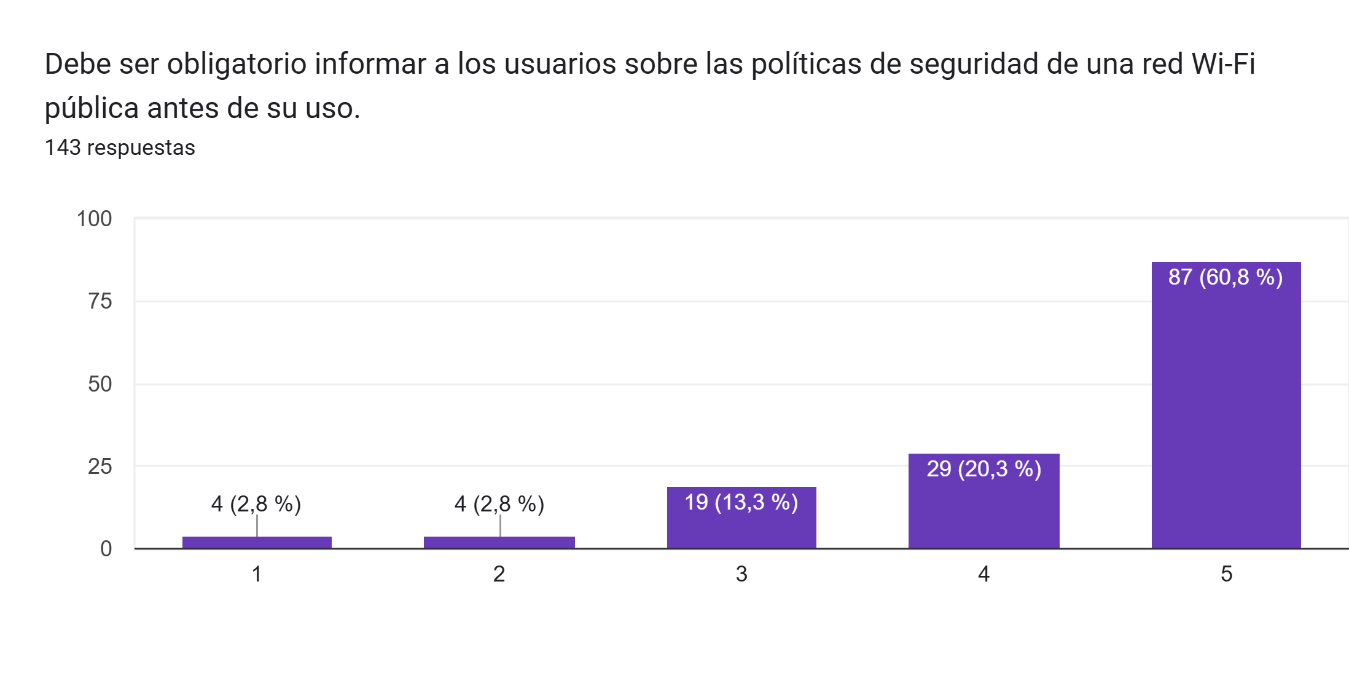 Debe ser obligatorio informar a los usuarios sobre las políticas de seguridad de una red Wi-Fi
pública antes de su uso.
143 respuestas
100
75
50
25
0
4 (2,8 %)
4 (2,8 %)
19 (13,3 %)
29 (20,3 %)
87 (60,8 %)
1
2
3
4
5